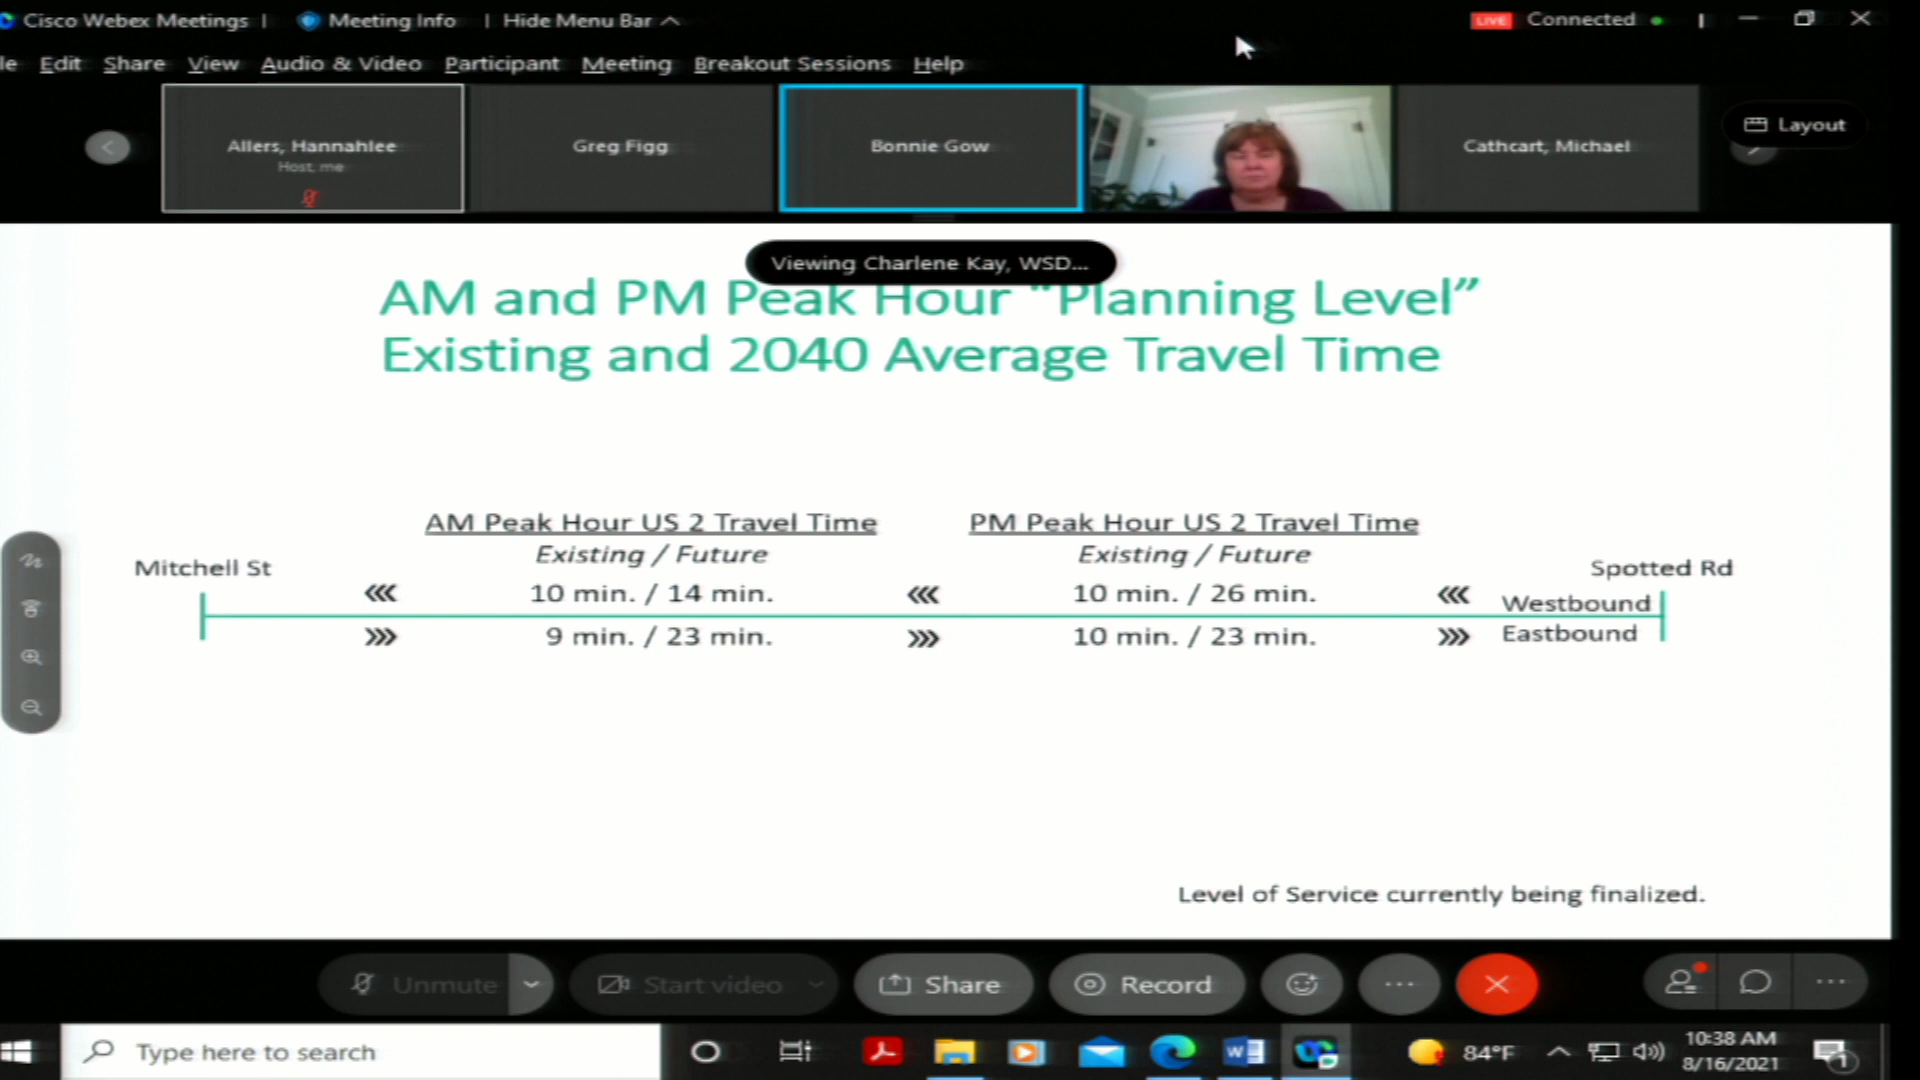 Cisco Webex Meetings | Meeting Info | Hide Menu Bar
LIVE Connected
le Edit Share View Audio & Video Participant Meeting Breakout Sessions Help
Allers, Hannahlee
Host, me
Greg Figg
Bonnie Gow
Cathcart, Michael
Layout
Viewing Charlene Kay, WSD...
AM and PM Peak Hour "Planning Level"
Existing and 2040 Average Travel Time
AM Peak Hour US 2 Travel Time
Existing / Future
PM Peak Hour US 2 Travel Time
Existing / Future
Mitchell St
Spotted Rd
10 min. / 14 min.
10 min. / 26 min.
Westbound
9 min. / 23 min.
10 min. / 23 min.
Eastbound
Level of Service currently being finalized.
Unmute
Start video
Share
Record
Type here to search
84°F
10:38 AM
8/16/2021
1